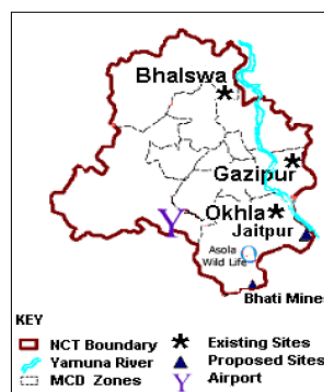 Bhalswa
Gazipur
Okhla
Jaitpur
Asola
Wild Life
Bhati Mine
KEY
NCT Boundary
Existing Sites
Yamuna River
Proposed Sites
MCD Zones
Airport